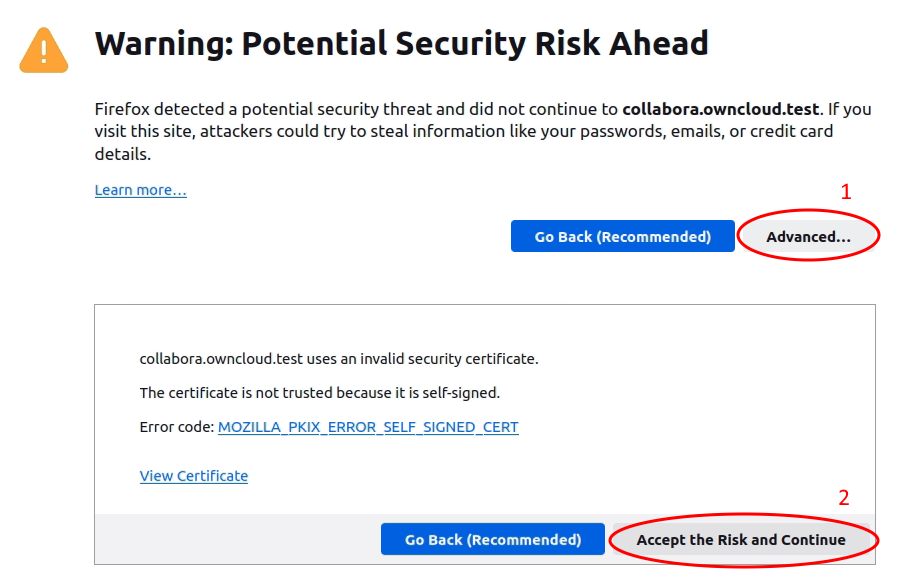 Warning: Potential Security Risk Ahead
Firefox detected a potential security threat and did not continue to collabora.owncloud.test. If you
visit this site, attackers could try to steal information like your passwords, emails, or credit card
details.
Learn more...
1
Go Back (Recommended)
Advanced...
collabora.owncloud.test uses an invalid security certificate.
The certificate is not trusted because it is self-signed.
Error code: MOZILLA_PKIX_ERROR_SELF_SIGNED_CERT
View Certificate
2
Go Back (Recommended)
Accept the Risk and Continue